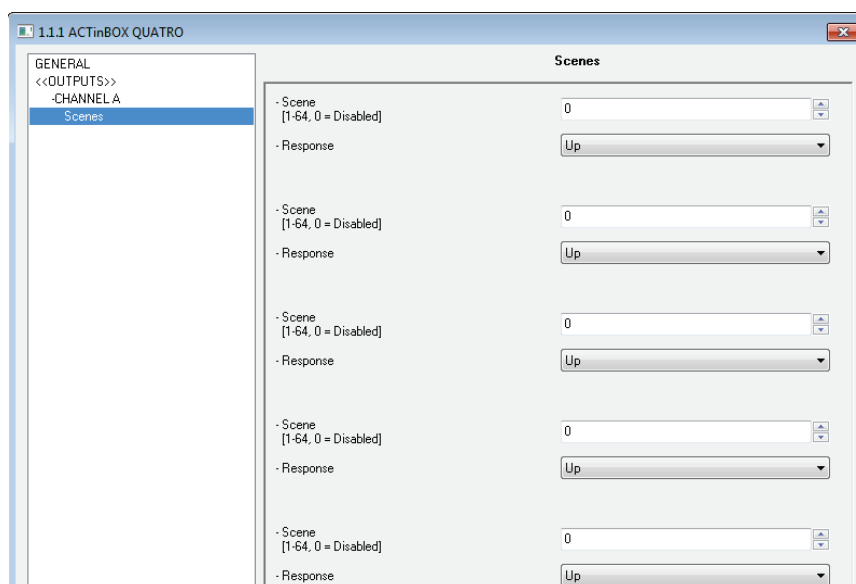 1.1.1 ACTinBOX QUATRO
GENERAL
<<OUTPUTS>>
-CHANNEL A
Scenes
Scenes
- Scene
[1-64, 0 = Disabled]
0
- Response
Up
- Scene
[1-64, 0 = Disabled]
0
- Response
Up
- Scene
[1-64, 0 = Disabled]
0
- Response
Up
- Scene
[1-64, 0 = Disabled]
0
- Response
Up
- Scene
[1-64, 0 = Disabled]
0
- Response
Up